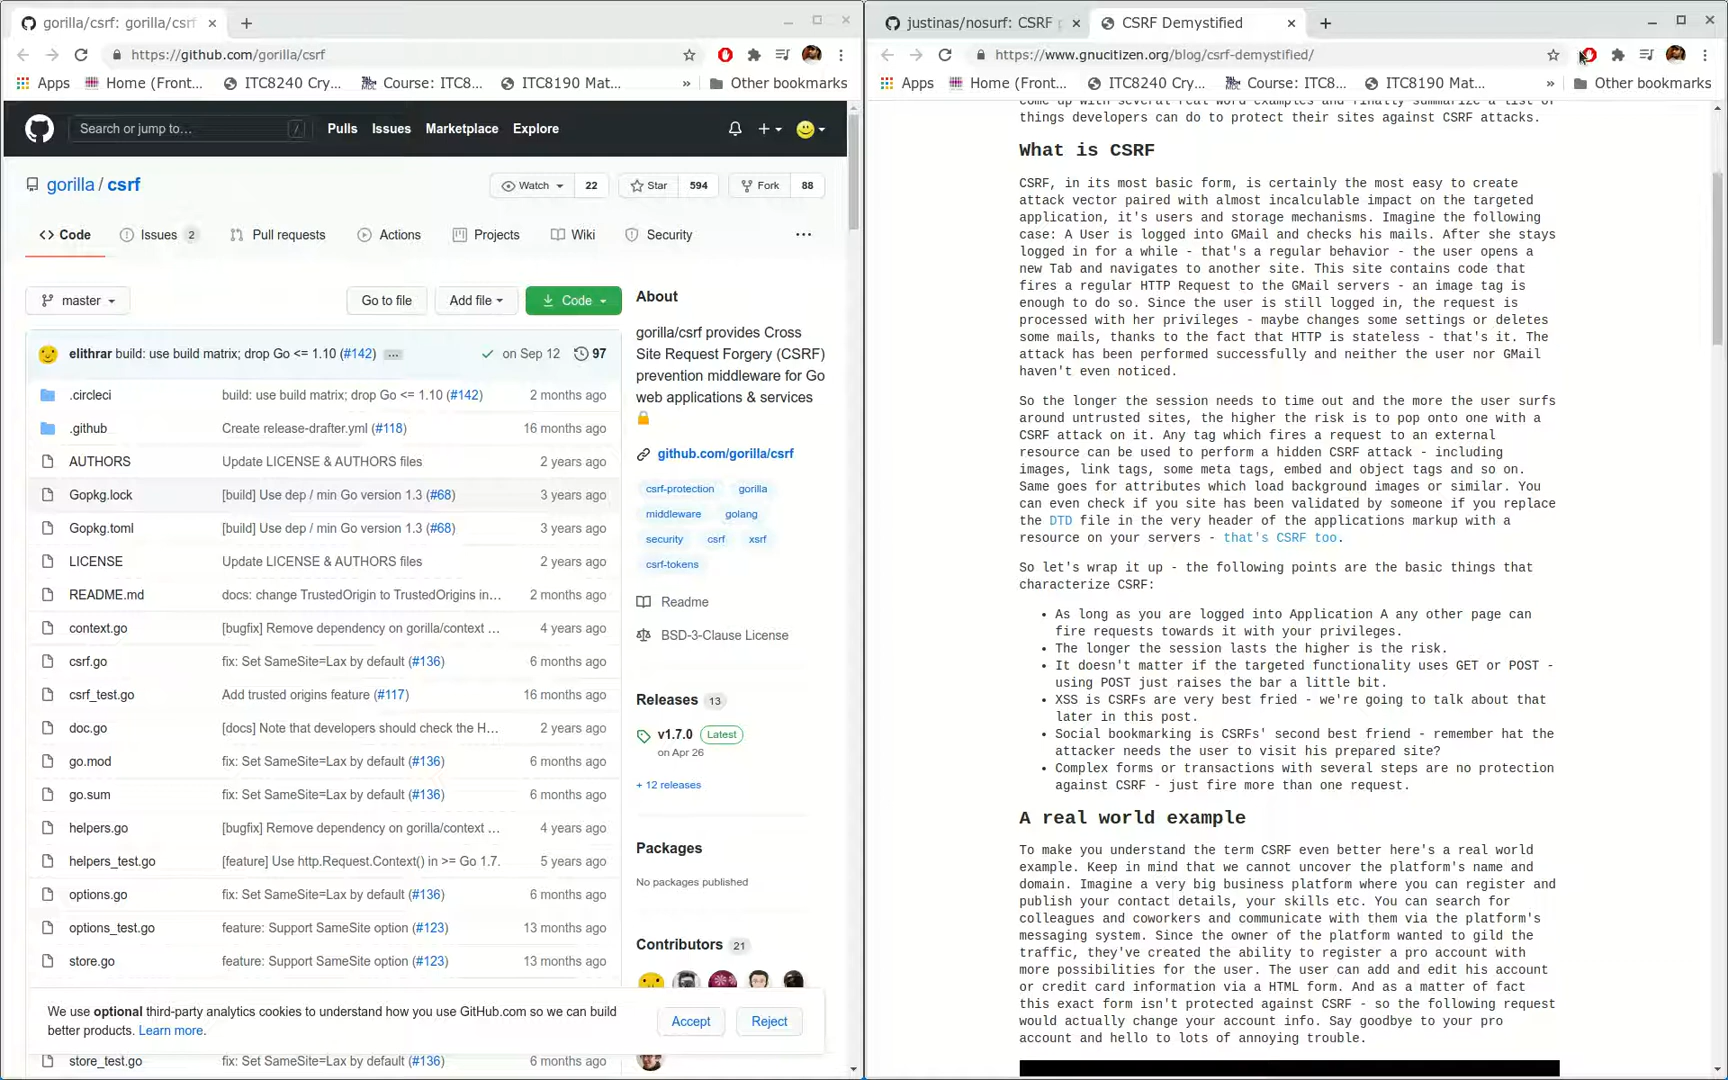 gorilla/csrf: gorilla/csrf
https://github.com/gorilla/csrf
Apps Home (Front... ITC8240 Cry... Course: ITC8... ITC8190 Mat... » Other bookmarks
Search or jump to... / Pulls Issues Marketplace Explore
gorilla / csrf
Watch 22 Star 594 Fork 88
Code Issues 2 Pull requests Actions Projects Wiki Security
master Go to file Add file Code
elithrar build: use build matrix; drop Go <= 1.10 (#142) ... on Sep 12 97
.circleci build: use build matrix; drop Go <= 1.10 (#142) 2 months ago
.github Create release-drafter.yml (#118) 16 months ago
AUTHORS Update LICENSE & AUTHORS files 2 years ago
Gopkg.lock [build] Use dep / min Go version 1.3 (#68) 3 years ago
Gopkg.toml [build] Use dep / min Go version 1.3 (#68) 3 years ago
LICENSE Update LICENSE & AUTHORS files 2 years ago
README.md docs: change TrustedOrigin to TrustedOrigins in... 2 months ago
context.go [bugfix] Remove dependency on gorilla/context ... 4 years ago
csrf.go fix: Set SameSite=Lax by default (#136) 6 months ago
csrf_test.go Add trusted origins feature (#117) 16 months ago
doc.go [docs] Note that developers should check the H... 2 years ago
go.mod fix: Set SameSite=Lax by default (#136) 6 months ago
go.sum fix: Set SameSite=Lax by default (#136) 6 months ago
helpers.go [bugfix] Remove dependency on gorilla/context ... 4 years ago
helpers_test.go [feature] Use http.Request.Context() in >= Go 1.7. 5 years ago
options.go fix: Set SameSite=Lax by default (#136) 6 months ago
options_test.go feature: Support SameSite option (#123) 13 months ago
store.go feature: Support SameSite option (#123) 13 months ago
store_test.go fix: Set SameSite=Lax by default (#136) 6 months ago
About
gorilla/csrf provides Cross
Site Request Forgery (CSRF)
prevention middleware for Go
web applications & services
github.com/gorilla/csrf
csrf-protection gorilla
middleware golang
security csrf xsrf
csrf-tokens
Readme
BSD-3-Clause License
Releases 13
v1.7.0 Latest
on Apr 26
+ 12 releases
Packages
No packages published
Contributors 21
We use optional third-party analytics cookies to understand how you use GitHub.com so we can build
better products. Learn more.
Accept Reject
justinas/nosurf: CSRF p CSRF Demystified
https://www.gnucitizen.org/blog/csrf-demystified/
Apps Home (Front... ITC8240 Cry... Course: ITC8... ITC8190 Mat... » Other bookmarks
come up with several real word examples and finally summarize a list of
things developers can do to protect their sites against CSRF attacks.
What is CSRF
CSRF, in its most basic form, is certainly the most easy to create
attack vector paired with almost incalculable impact on the targeted
application, it's users and storage mechanisms. Imagine the following
case: A User is logged into GMail and checks his mails. After she stays
logged in for a while - that's a regular behavior - the user opens a
new Tab and navigates to another site. This site contains code that
fires a regular HTTP Request to the GMail servers - an image tag is
enough to do so. Since the user is still logged in, the request is
processed with her privileges - maybe changes some settings or deletes
some mails, thanks to the fact that HTTP is stateless - that's it. The
attack has been performed successfully and neither the user nor GMail
haven't even noticed.
So the longer the session needs to time out and the more the user surfs
around untrusted sites, the higher the risk is to pop onto one with a
CSRF attack on it. Any tag which fires a request to an external
resource can be used to perform a hidden CSRF attack - including
images, link tags, some meta tags, embed and object tags and so on.
Same goes for attributes which load background images or similar. You
can even check if you site has been validated by someone if you replace
the DTD file in the very header of the applications markup with a
resource on your servers - that's CSRF too.
So let's wrap it up - the following points are the basic things that
characterize CSRF:
• As long as you are logged into Application A any other page can
fire requests towards it with your privileges.
• The longer the session lasts the higher is the risk.
• It doesn't matter if the targeted functionality uses GET or POST -
using POST just raises the bar a little bit.
• XSS is CSRFs are very best fried - we're going to talk about that
later in this post.
• Social bookmarking is CSRFs' second best friend - remember hat the
attacker needs the user to visit his prepared site?
• Complex forms or transactions with several steps are no protection
against CSRF - just fire more than one request.
A real world example
To make you understand the term CSRF even better here's a real world
example. Keep in mind that we cannot uncover the platform's name and
domain. Imagine a very big business platform where you can register and
publish your contact details, your skills etc. You can search for
colleagues and coworkers and communicate with them via the platform's
messaging system. Since the owner of the platform wanted to gild the
traffic, they've created the ability to register a pro account with
more possibilities for the user. The user can add and edit his account
or credit card information via a HTML form. And as a matter of fact
this exact form isn't protected against CSRF - so the following request
would actually change your account info. Say goodbye to your pro
account and hello to lots of annoying trouble.